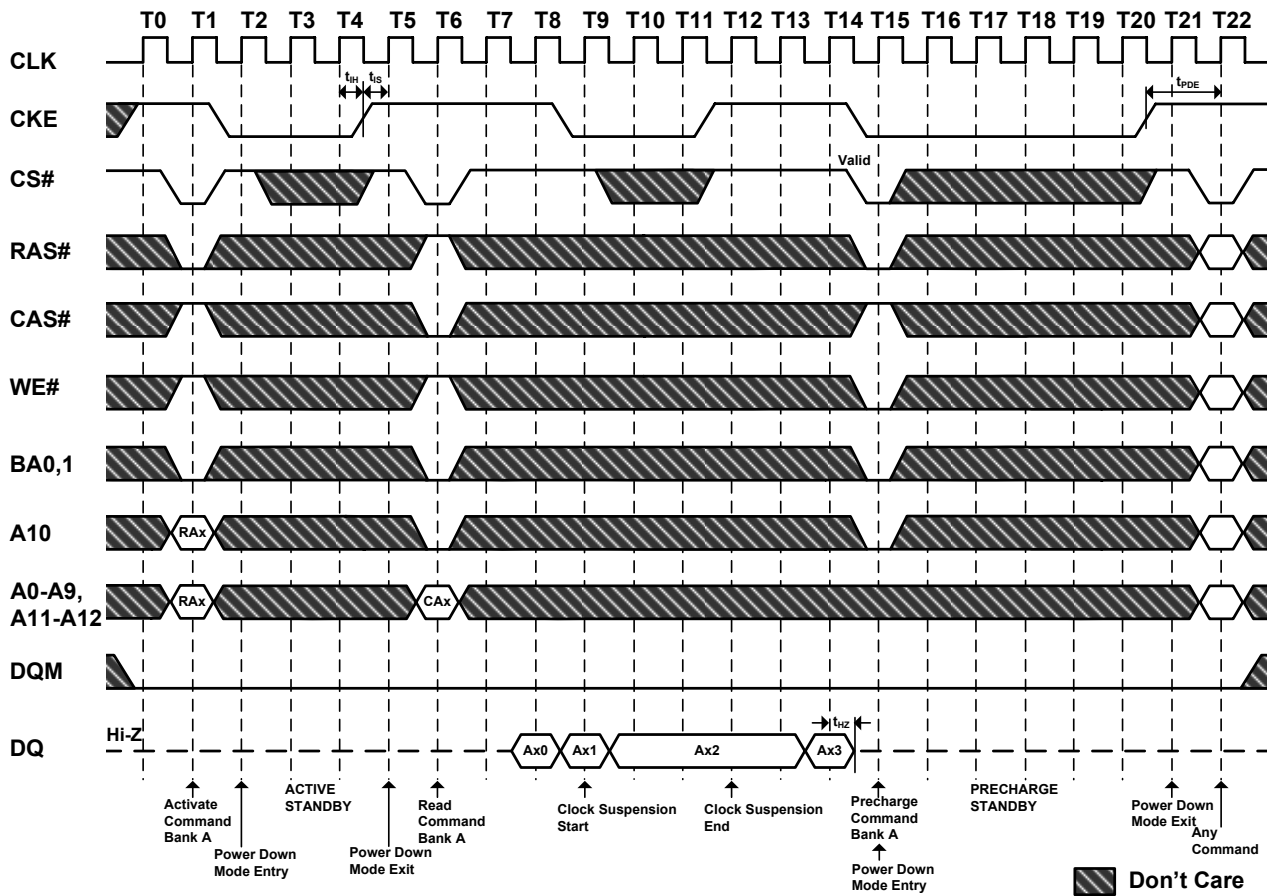 T0 T1 T2 T3 T4 T5 T6 T7 T8 T9 T10 T11 T12 T13 T14 T15 T16 T17 T18 T19 T20 T21 T22
CLK
tIH tIS tPDE
CKE
Valid
CS#
RAS#
CAS#
WE#
BA0,1
A10 RAx
A0-A9,
A11-A12
RAx CAx
DQM
Hi-Z
tHZ
DQ Ax0 Ax1 Ax2 Ax3
Activate
Command
Bank A
Power Down
Mode Entry
ACTIVE
STANDBY
Power Down
Mode Exit
Read
Command
Bank A
Clock Suspension
Start
Clock Suspension
End
Precharge
Command
Bank A
Power Down
Mode Entry
PRECHARGE
STANDBY
Power Down
Mode Exit
Any
Command
Don't Care